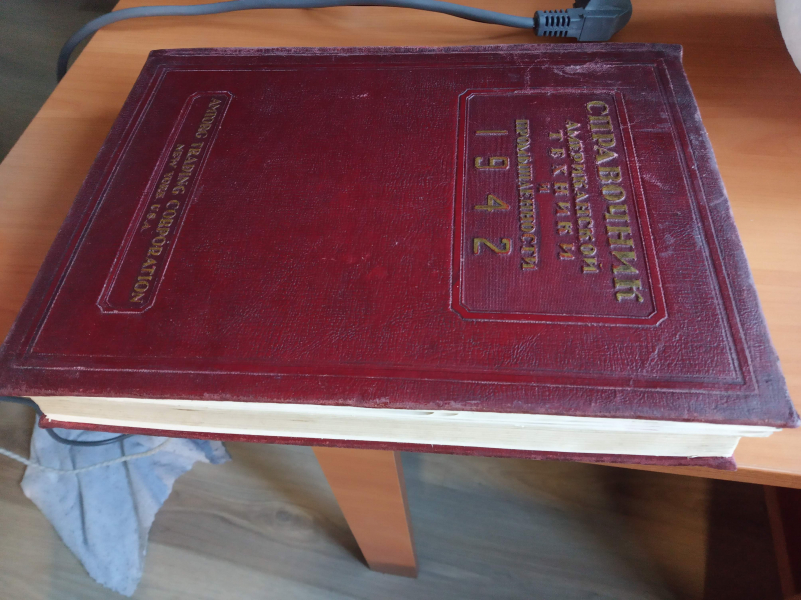 СПРАВОЧНИК
АМЕРИКАНСКОЙ
ТЕХНИКИ
И
ПРОМЫШЛЕННОСТИ
1942
AMTORG TRADING CORPORATION
NEW YORK U.S.A.